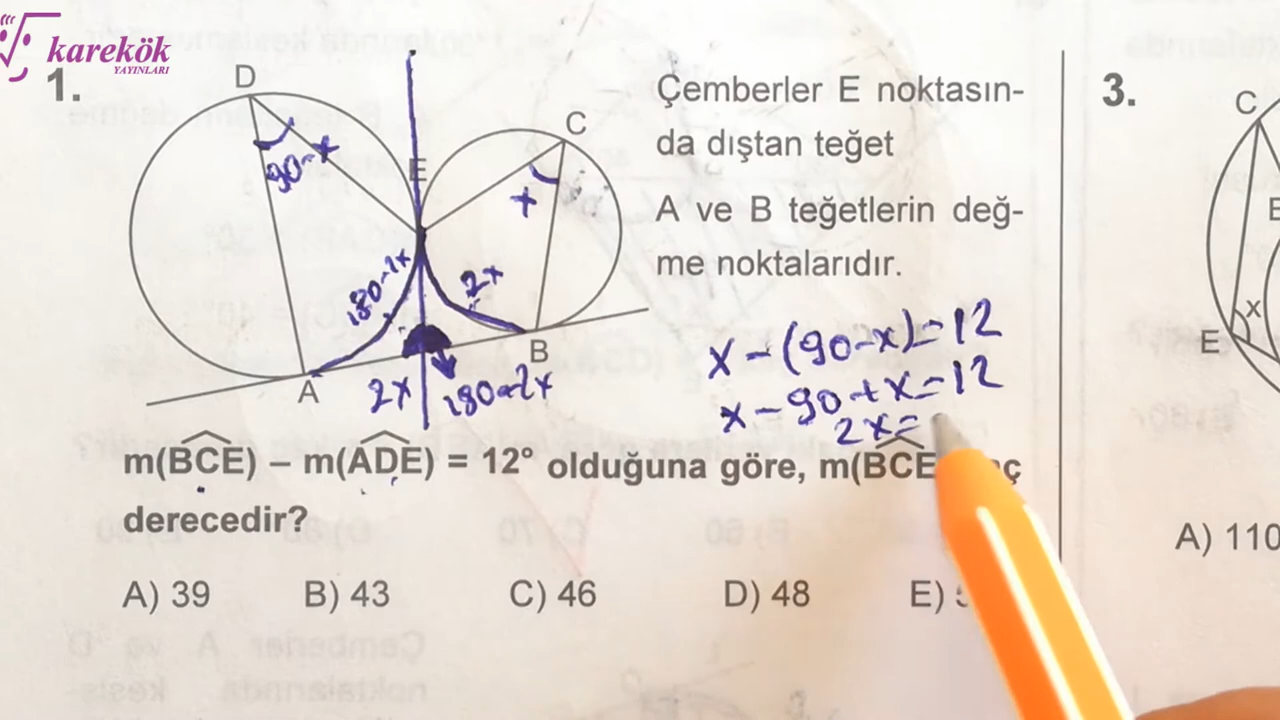 karekök
YAYINLARI
1.
D
C
E
A
B
90-x
x
180-2x
2x
2x
180-2x
Çemberler E noktasın-
da dıştan teğet
A ve B teğetlerin değ-
me noktalarıdır.
x - (90-x) = 12
x - 90 + x = 12
2x =
m(BCE) – m(ADE) = 12° olduğuna göre, m(BCE
derecedir?
A) 39 B) 43 C) 46 D) 48 E)
3.
C
E
x
A) 110